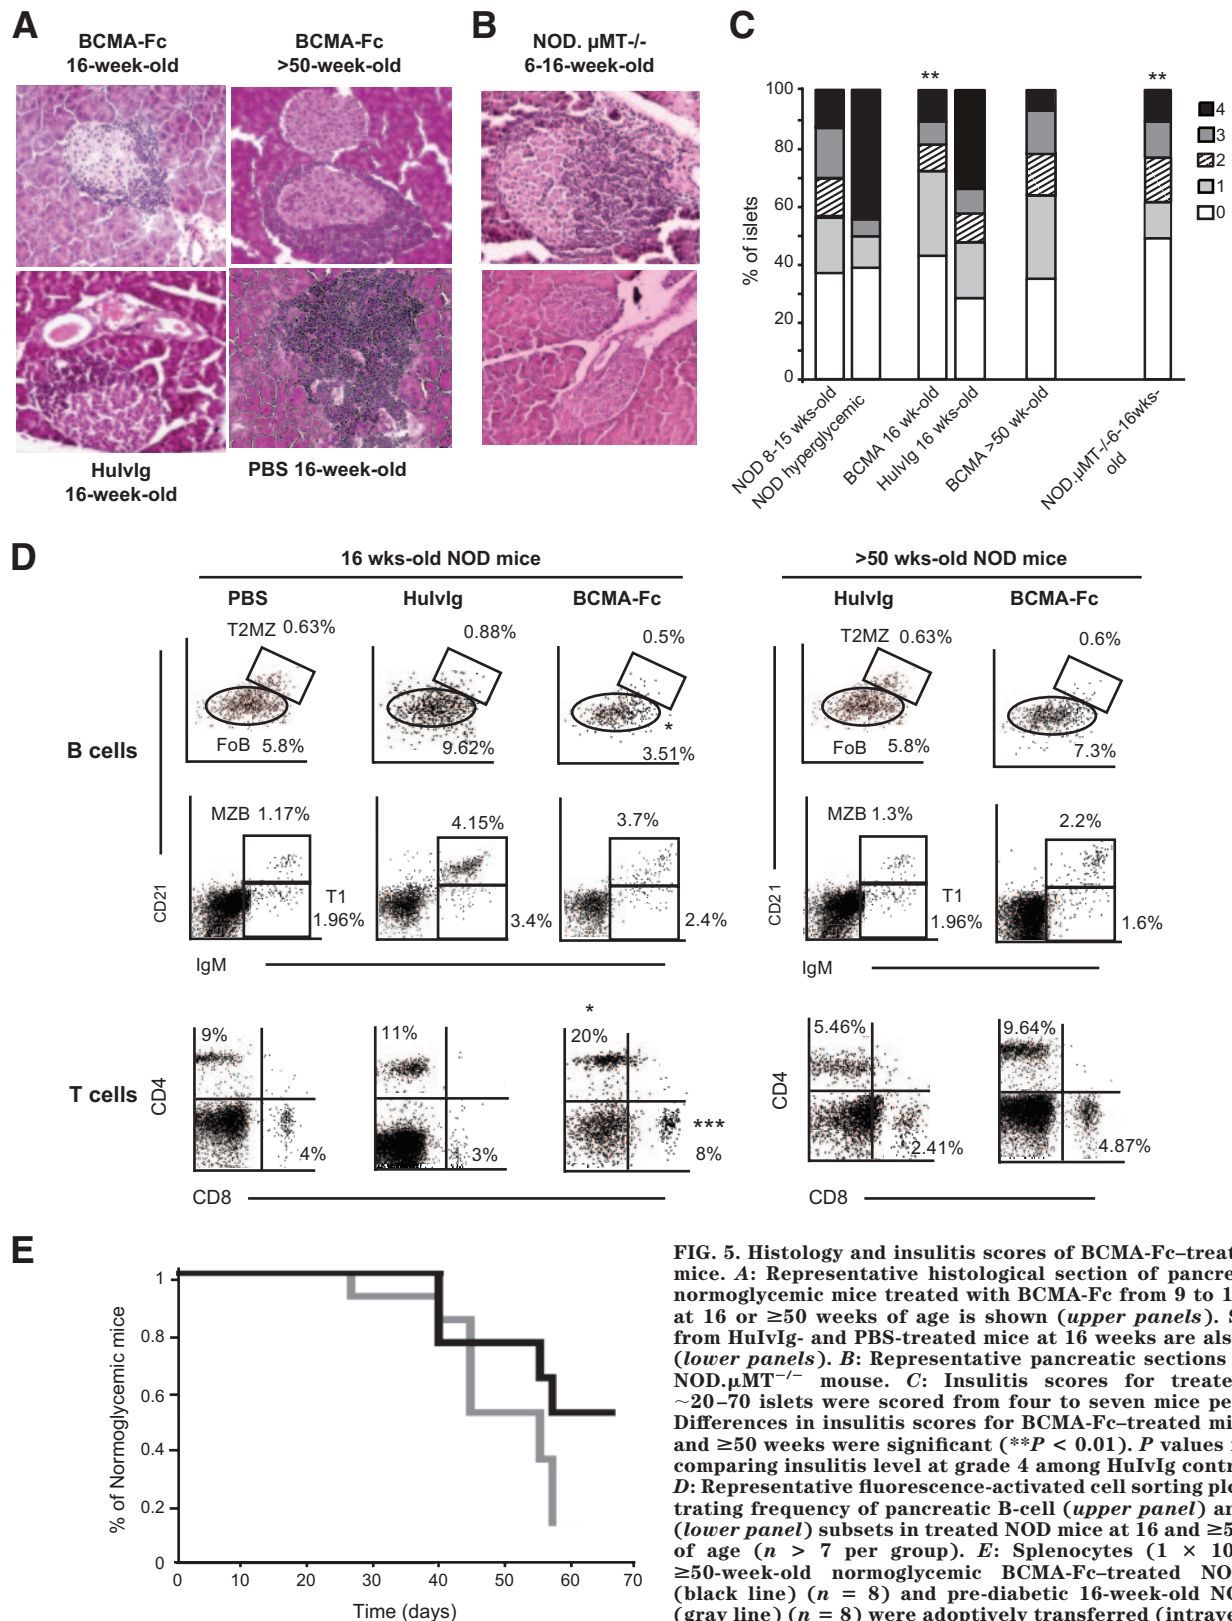 A
BCMA-Fc
16-week-old
BCMA-Fc
>50-week-old
HuIvIg
16-week-old
PBS 16-week-old
B
NOD. µMT-/-
6-16-week-old
C
% of islets
100
80
60
40
20
0
4
3
2
1
0
**
**
NOD 8-15 wks-old
NOD hyperglycemic
BCMA 16 wk-old
HuIvIg 16 wks-old
BCMA >50 wk-old
NOD.µMT-/-6-16wks-
old
D
16 wks-old NOD mice
>50 wks-old NOD mice
PBS
HuIvIg
BCMA-Fc
HuIvIg
BCMA-Fc
B cells
T2MZ 0.63%
0.88%
0.5%
T2MZ 0.63%
0.6%
FoB 5.8%
9.62%
*
3.51%
FoB 5.8%
7.3%
MZB 1.17%
4.15%
3.7%
MZB 1.3%
2.2%
T1
1.96%
3.4%
2.4%
T1
1.96%
1.6%
CD21
CD21
IgM
IgM
T cells
CD4
9%
11%
*
20%
CD4
5.46%
9.64%
4%
3%
***
8%
2.41%
4.87%
CD8
CD8
E
% of Normoglycemic mice
1
0.8
0.6
0.4
0.2
0
0 10 20 30 40 50 60 70
Time (days)
FIG. 5. Histology and insulitis scores of BCMA-Fc–treat
mice. A: Representative histological section of pancre
normoglycemic mice treated with BCMA-Fc from 9 to 1
at 16 or ≥50 weeks of age is shown (upper panels). S
from HuIvIg- and PBS-treated mice at 16 weeks are als
(lower panels). B: Representative pancreatic sections
NOD.µMT−/− mouse. C: Insulitis scores for treate
~20–70 islets were scored from four to seven mice pe
Differences in insulitis scores for BCMA-Fc–treated mi
and ≥50 weeks were significant (**P < 0.01). P values
comparing insulitis level at grade 4 among HuIvIg contr
D: Representative fluorescence-activated cell sorting plo
trating frequency of pancreatic B-cell (upper panel) an
(lower panel) subsets in treated NOD mice at 16 and ≥5
of age (n > 7 per group). E: Splenocytes (1 × 10
≥50-week-old normoglycemic BCMA-Fc–treated NO
(black line) (n = 8) and pre-diabetic 16-week-old NO
(gray line) (n = 8) were adoptively transferred (intrave